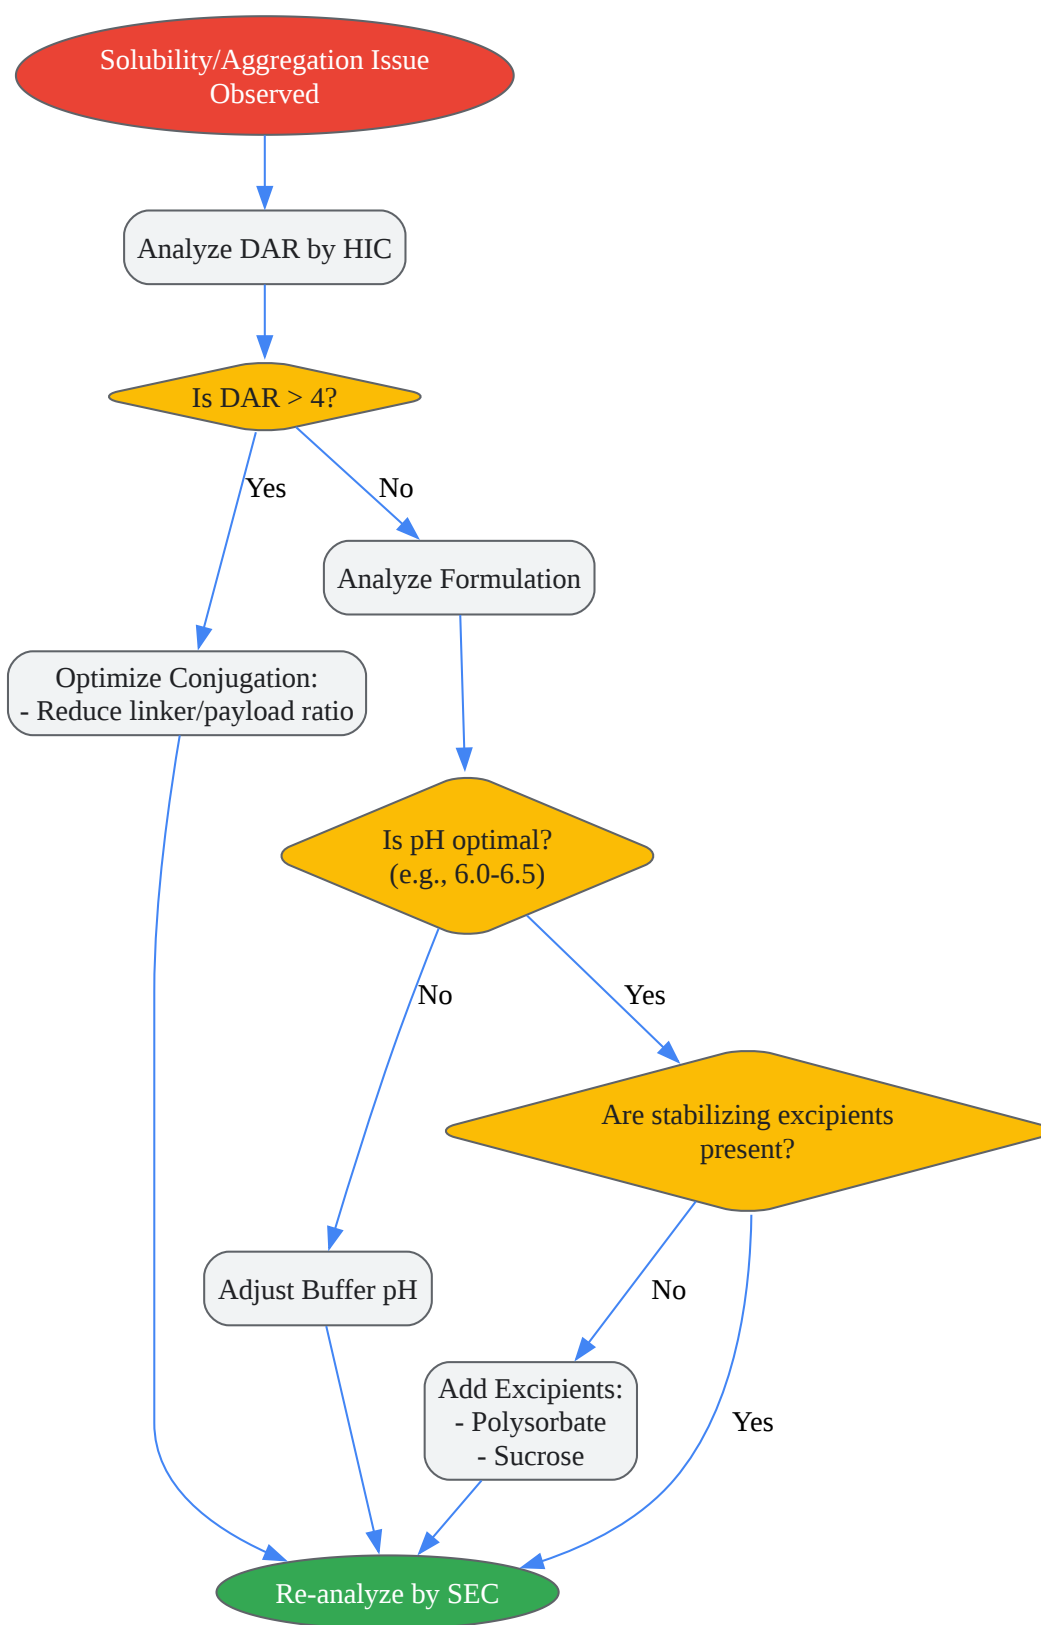 Solubility/Aggregation Issue
Observed
Analyze DAR by HIC
Is DAR > 4?
Yes
No
Analyze Formulation
Optimize Conjugation:
- Reduce linker/payload ratio
Is pH optimal?
(e.g., 6.0-6.5)
No
Yes
Are stabilizing excipients
present?
Adjust Buffer pH
No
Add Excipients:
- Polysorbate
- Sucrose
Yes
Re-analyze by SEC